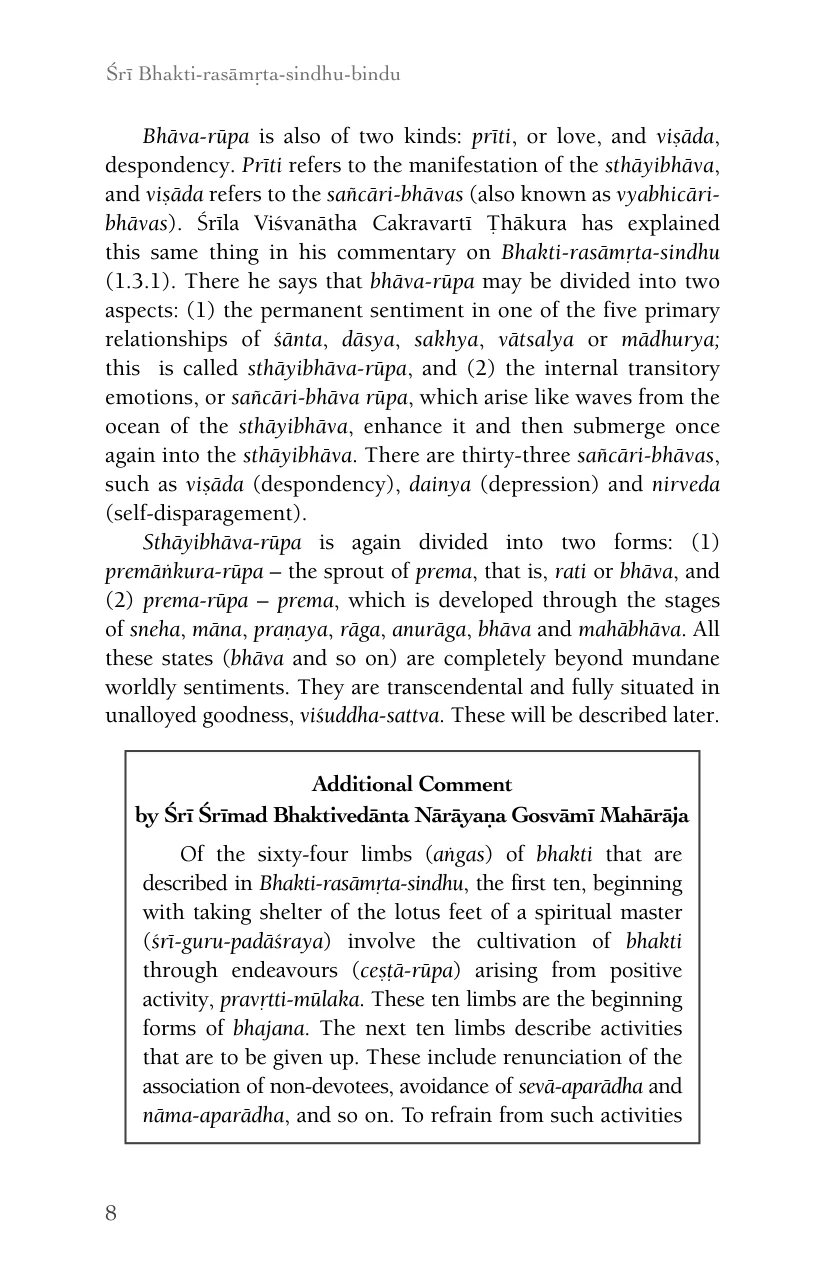 Śrī Bhakti-rasāmṛta-sindhu-bindu
Bhāva-rūpa is also of two kinds: prīti, or love, and viṣāda,
despondency. Prīti refers to the manifestation of the sthāyibhāva,
and viṣāda refers to the sañcāri-bhāvas (also known as vyabhicāri-
bhāvas). Śrīla Viśvanātha Cakravartī Ṭhākura has explained
this same thing in his commentary on Bhakti-rasāmṛta-sindhu
(1.3.1). There he says that bhāva-rūpa may be divided into two
aspects: (1) the permanent sentiment in one of the five primary
relationships of śānta, dāsya, sakhya, vātsalya or mādhurya;
this is called sthāyibhāva-rūpa, and (2) the internal transitory
emotions, or sañcāri-bhāva rūpa, which arise like waves from the
ocean of the sthāyibhāva, enhance it and then submerge once
again into the sthāyibhāva. There are thirty-three sañcāri-bhāvas,
such as viṣāda (despondency), dainya (depression) and nirveda
(self-disparagement).
Sthāyibhāva-rūpa is again divided into two forms: (1)
premāṅkura-rūpa – the sprout of prema, that is, rati or bhāva, and
(2) prema-rūpa – prema, which is developed through the stages
of sneha, māna, praṇaya, rāga, anurāga, bhāva and mahābhāva. All
these states (bhāva and so on) are completely beyond mundane
worldly sentiments. They are transcendental and fully situated in
unalloyed goodness, viśuddha-sattva. These will be described later.
Additional Comment
by Śrī Śrīmad Bhaktivedānta Nārāyaṇa Gosvāmī Mahārāja
Of the sixty-four limbs (aṅgas) of bhakti that are
described in Bhakti-rasāmṛta-sindhu, the first ten, beginning
with taking shelter of the lotus feet of a spiritual master
(śrī-guru-padāśraya) involve the cultivation of bhakti
through endeavours (ceṣṭā-rūpa) arising from positive
activity, pravṛtti-mūlaka. These ten limbs are the beginning
forms of bhajana. The next ten limbs describe activities
that are to be given up. These include renunciation of the
association of non-devotees, avoidance of sevā-aparādha and
nāma-aparādha, and so on. To refrain from such activities
8